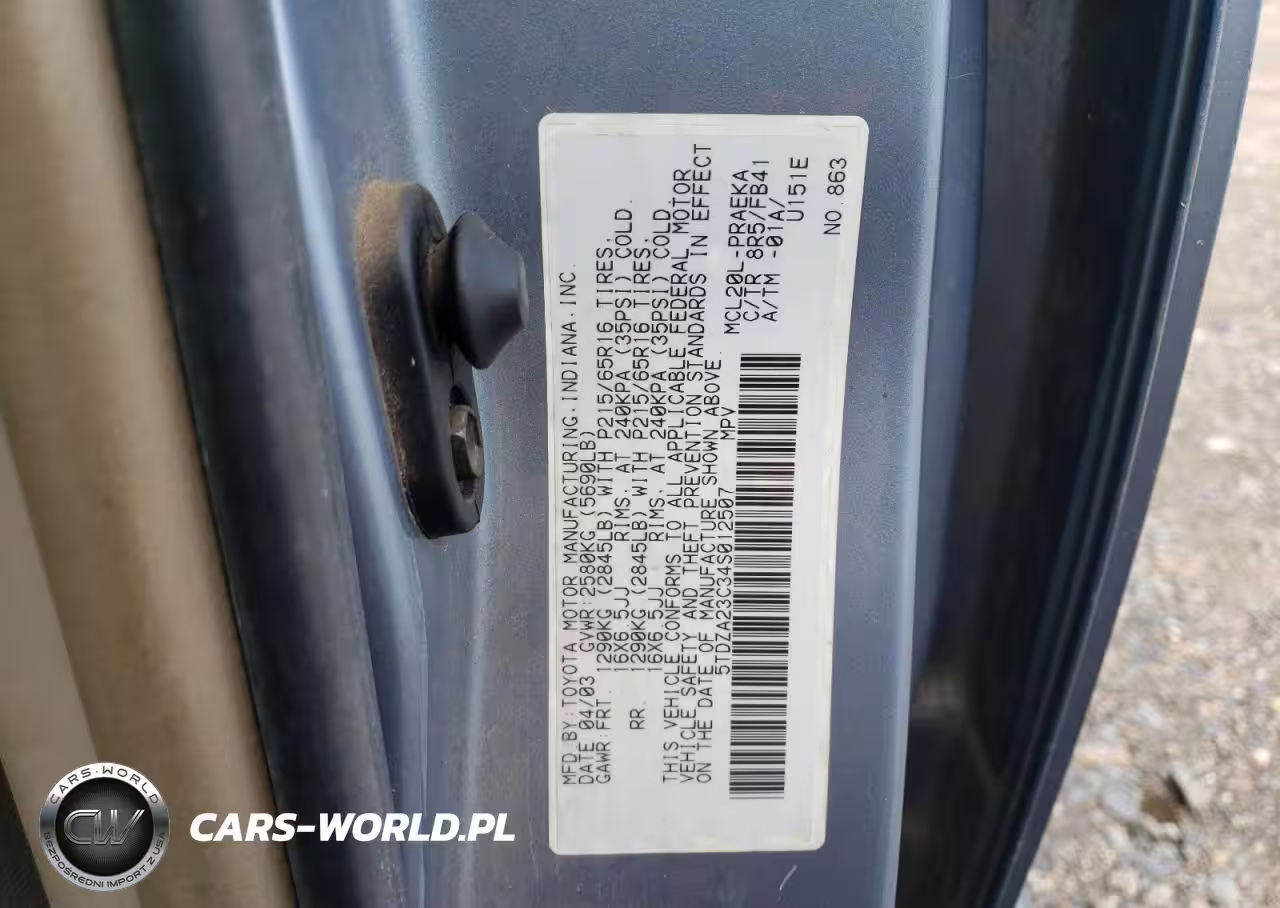 MFD.BY:TOYOTA MOTOR MANUFACTURING.INDIANA.INC.
DATE 04/03 GVWR:2580KG (5690LB)
GAWR:FRT. 1290KG (2845LB) WITH P215/65R16 TIRES,
16X6.5JJ RIMS. AT 240KPA (35PSI) COLD.
RR. 1290KG (2845LB) WITH P215/65R16 TIRES,
16X6.5JJ RIMS. AT 240KPA (35PSI) COLD.
THIS VEHICLE CONFORMS TO ALL APPLICABLE FEDERAL MOTOR
VEHICLE SAFETY AND THEFT PREVENTION STANDARDS IN EFFECT
ON THE DATE OF MANUFACTURE SHOWN ABOVE.
5TDZA23C34S012507 MPV
MCL20L-PRAEKA
C/TR 8R5/FB41
A/TM -01A/
U151E
NO.863
CARS-WORLD
CW
BEZPOŚREDNI IMPORT Z USA
CARS-WORLD.PL